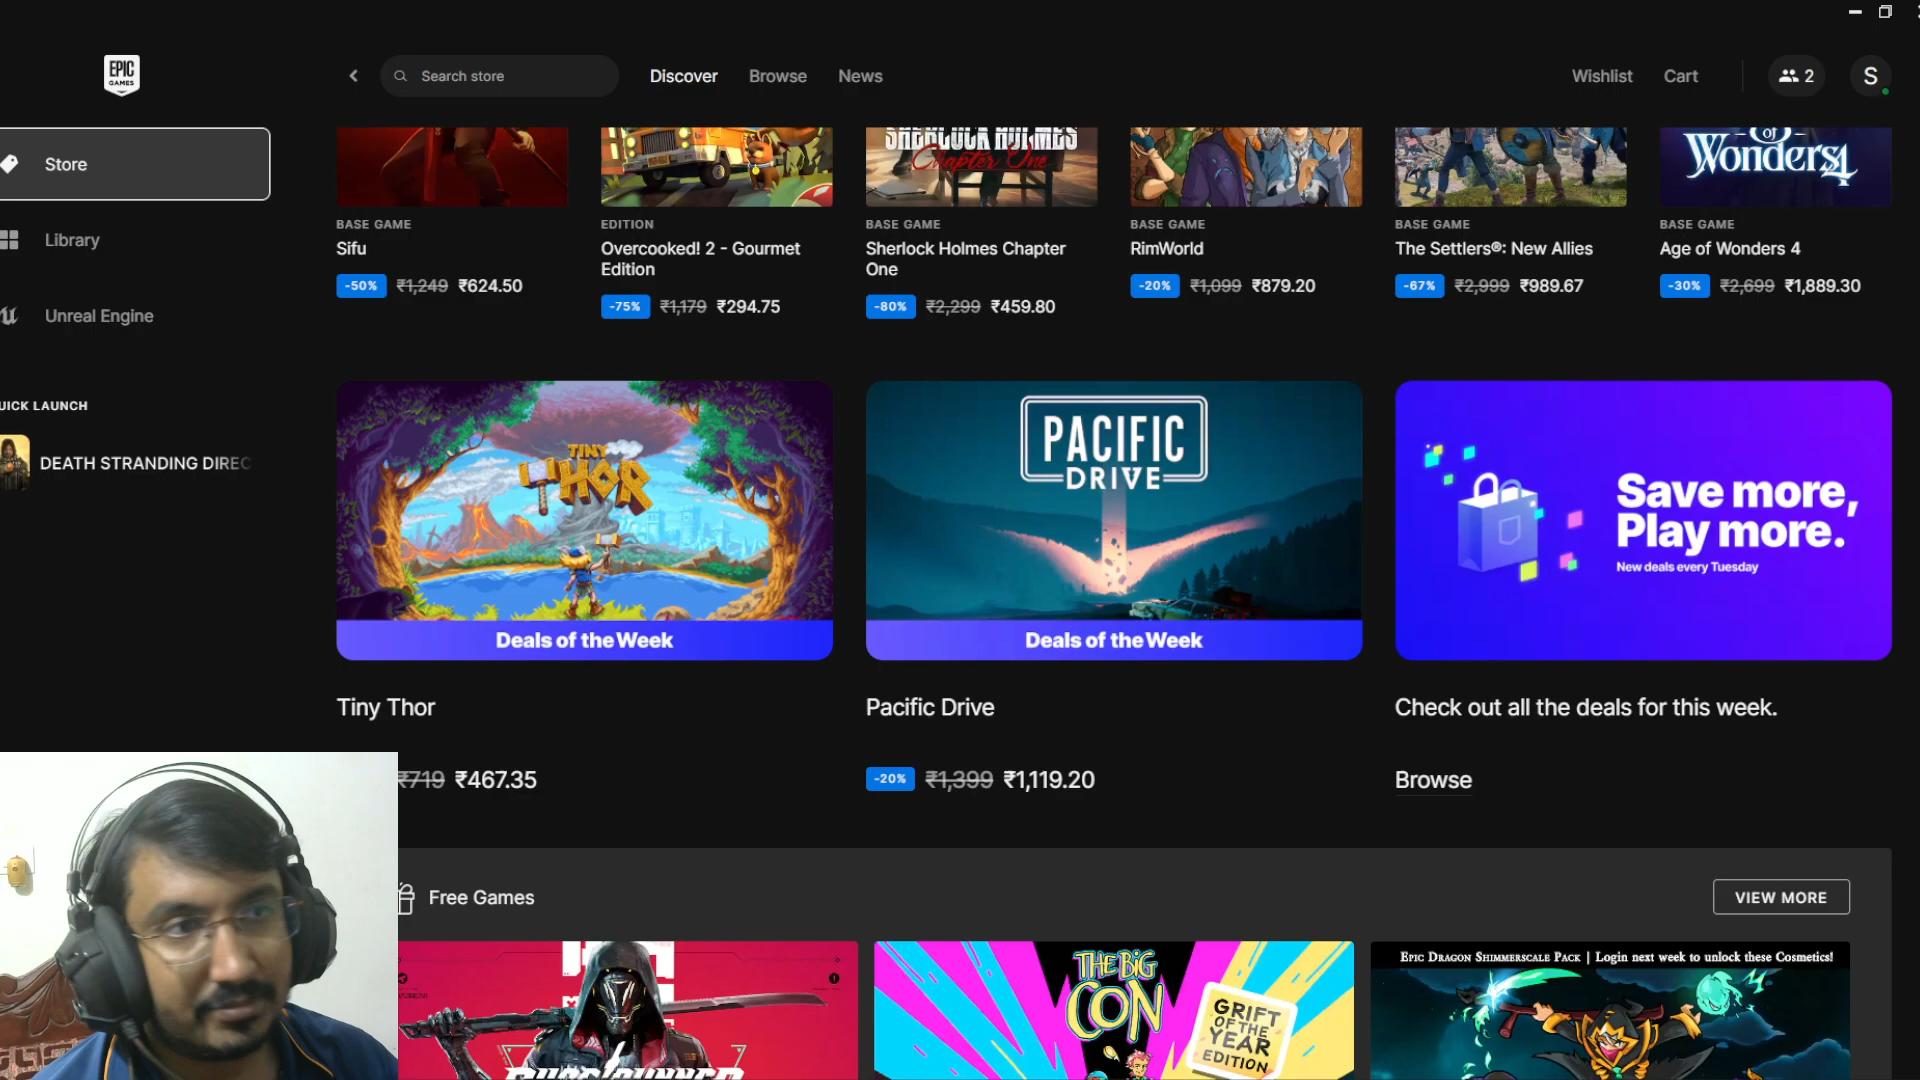 EPIC
GAMES
Search store
Discover
Browse
News
Wishlist
Cart
2
S
Store
Library
Unreal Engine
UICK LAUNCH
DEATH STRANDING DIREC
SHERLOCK HOLMES
Chapter One
of
Wonders 4
BASE GAME
Sifu
-50% ₹1,249 ₹624.50
EDITION
Overcooked! 2 - Gourmet
Edition
-75% ₹1,179 ₹294.75
BASE GAME
Sherlock Holmes Chapter
One
-80% ₹2,299 ₹459.80
BASE GAME
RimWorld
-20% ₹1,099 ₹879.20
BASE GAME
The Settlers®: New Allies
-67% ₹2,999 ₹989.67
BASE GAME
Age of Wonders 4
-30% ₹2,699 ₹1,889.30
TINY
THOR
Deals of the Week
Tiny Thor
₹719 ₹467.35
PACIFIC
DRIVE
Deals of the Week
Pacific Drive
-20% ₹1,399 ₹1,119.20
Save more,
Play more.
New deals every Tuesday
Check out all the deals for this week.
Browse
Free Games
VIEW MORE
THE BIG
CON
GRIFT
OF THE
YEAR
EDITION
EPIC DRAGON SHIMMERSCALE PACK | Login next week to unlock these Cosmetics!